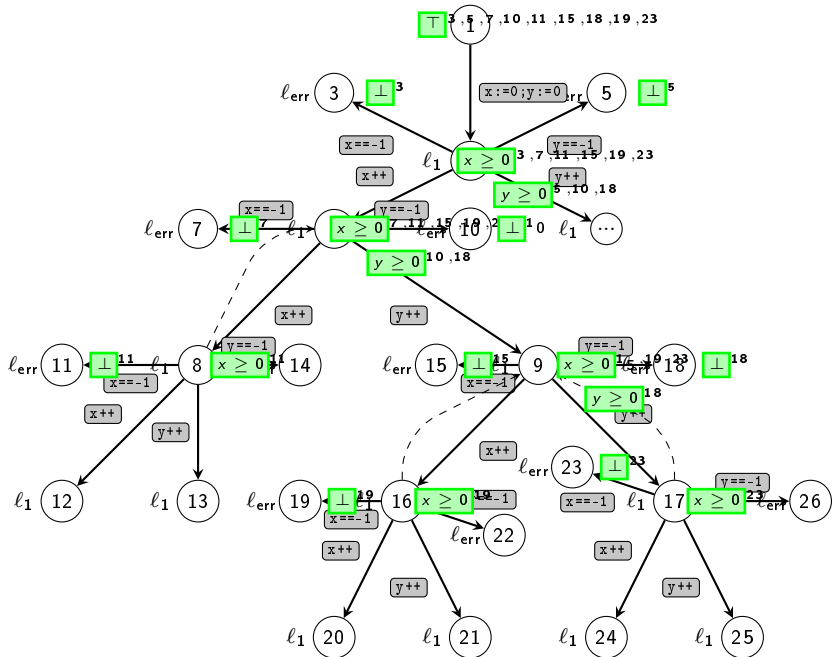 ⊤ 3 ,5 ,7 ,10 ,11 ,15 ,18 ,19 ,23
1
ℓerr 3 ⊥ 3
x:=0;y:=0
5 ⊥ 5
x==-1
y==-1
ℓ1 x ≥ 0 3 ,7 ,11 ,15 ,19 ,23
x++
y++
y ≥ 0 5 ,10 ,18
x==-1
y==-1
ℓerr 7 ⊥ 7
ℓ1 x ≥ 0
10 ⊥ 10
ℓ1 ...
y ≥ 0 10 ,18
x++
y++
y==-1
y==-1
ℓerr 11 ⊥ 11
ℓ1 8 x ≥ 0 11
14
ℓerr 15 ⊥ 15
9 x ≥ 0
18 ⊥ 18
x==-1
x==-1
y ≥ 0 18
x++
y++
y++
x++
ℓerr 23 ⊥ 23
y==-1
ℓ1 12
ℓ1 13
ℓerr 19 ⊥ 19
16 x ≥ 0 19
x==-1
ℓ1 17 x ≥ 0 23
ℓerr 26
x==-1
ℓerr 22
x++
x++
y++
y++
ℓ1 20
ℓ1 21
ℓ1 24
ℓ1 25